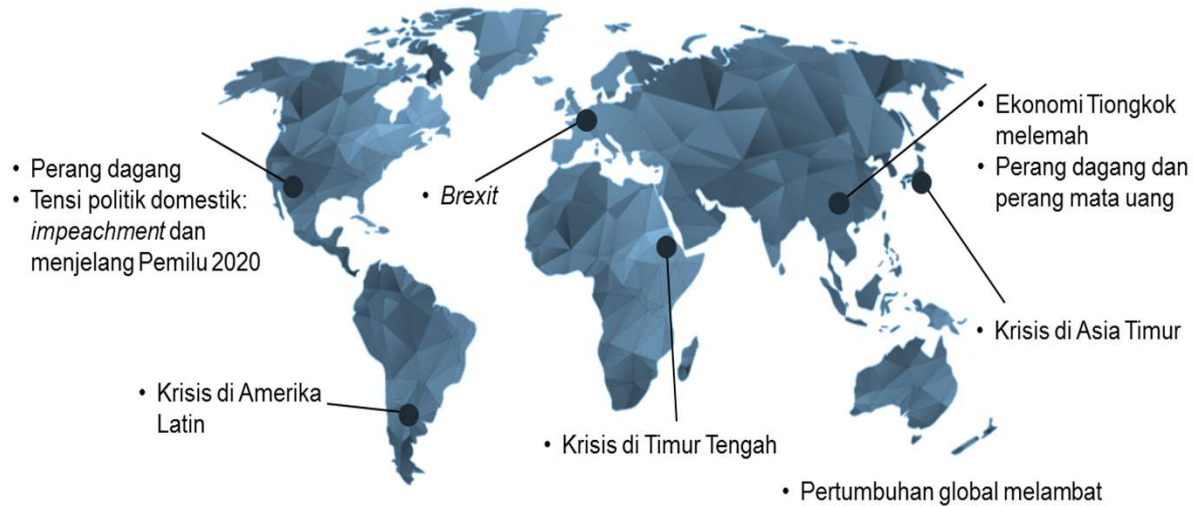 • Perang dagang
• Tensi politik domestik:
impeachment dan
menjelang Pemilu 2020
• Brexit
• Ekonomi Tiongkok
melemah
• Perang dagang dan
perang mata uang
• Krisis di Asia Timur
• Krisis di Amerika
Latin
• Krisis di Timur Tengah
• Pertumbuhan global melambat